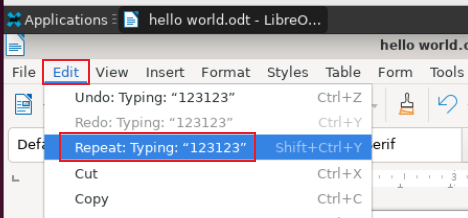 Applications hello world.odt - LibreO...
hello world.o
File Edit View Insert Format Styles Table Form Tools
Undo: Typing: “123123” Ctrl+Z
Redo: Typing: “123123” Ctrl+Y
Repeat: Typing: “123123” Shift+Ctrl+Y
Cut Ctrl+X
Copy Ctrl+C
Defa
erif